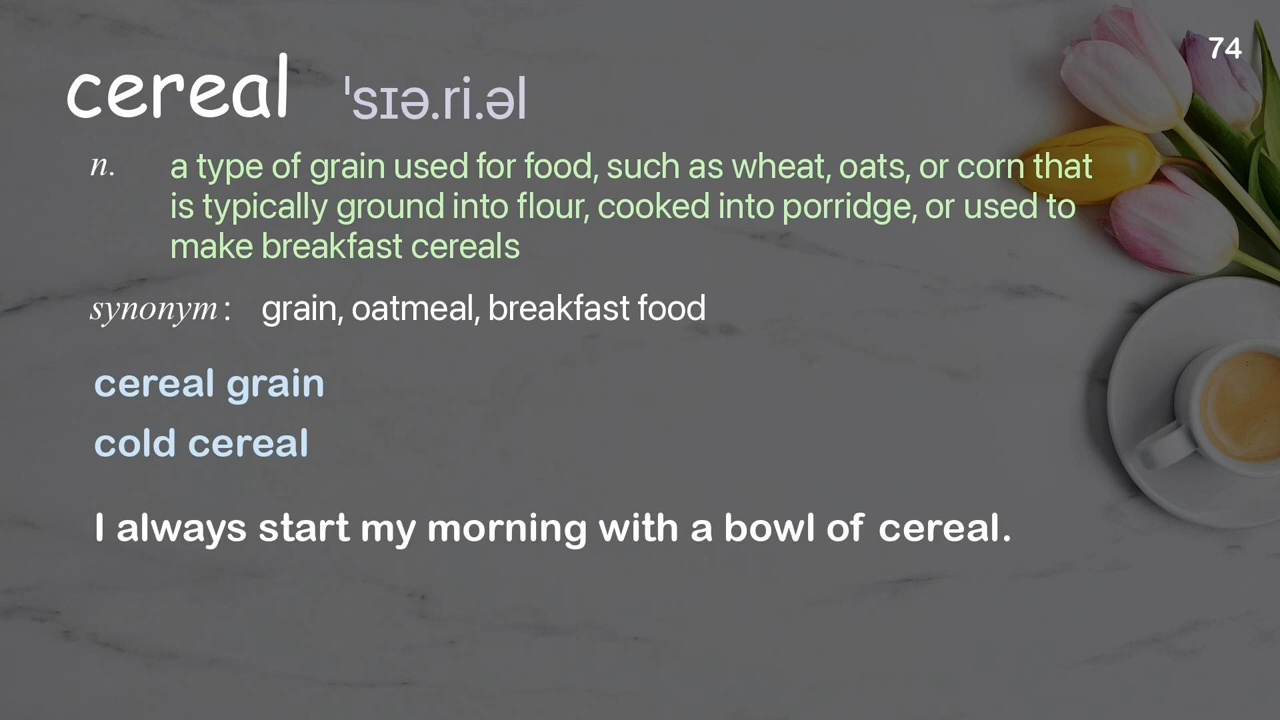 74
cereal ˈsɪə.ri.əl
n. a type of grain used for food, such as wheat, oats, or corn that
is typically ground into flour, cooked into porridge, or used to
make breakfast cereals
synonym: grain, oatmeal, breakfast food
cereal grain
cold cereal
I always start my morning with a bowl of cereal.